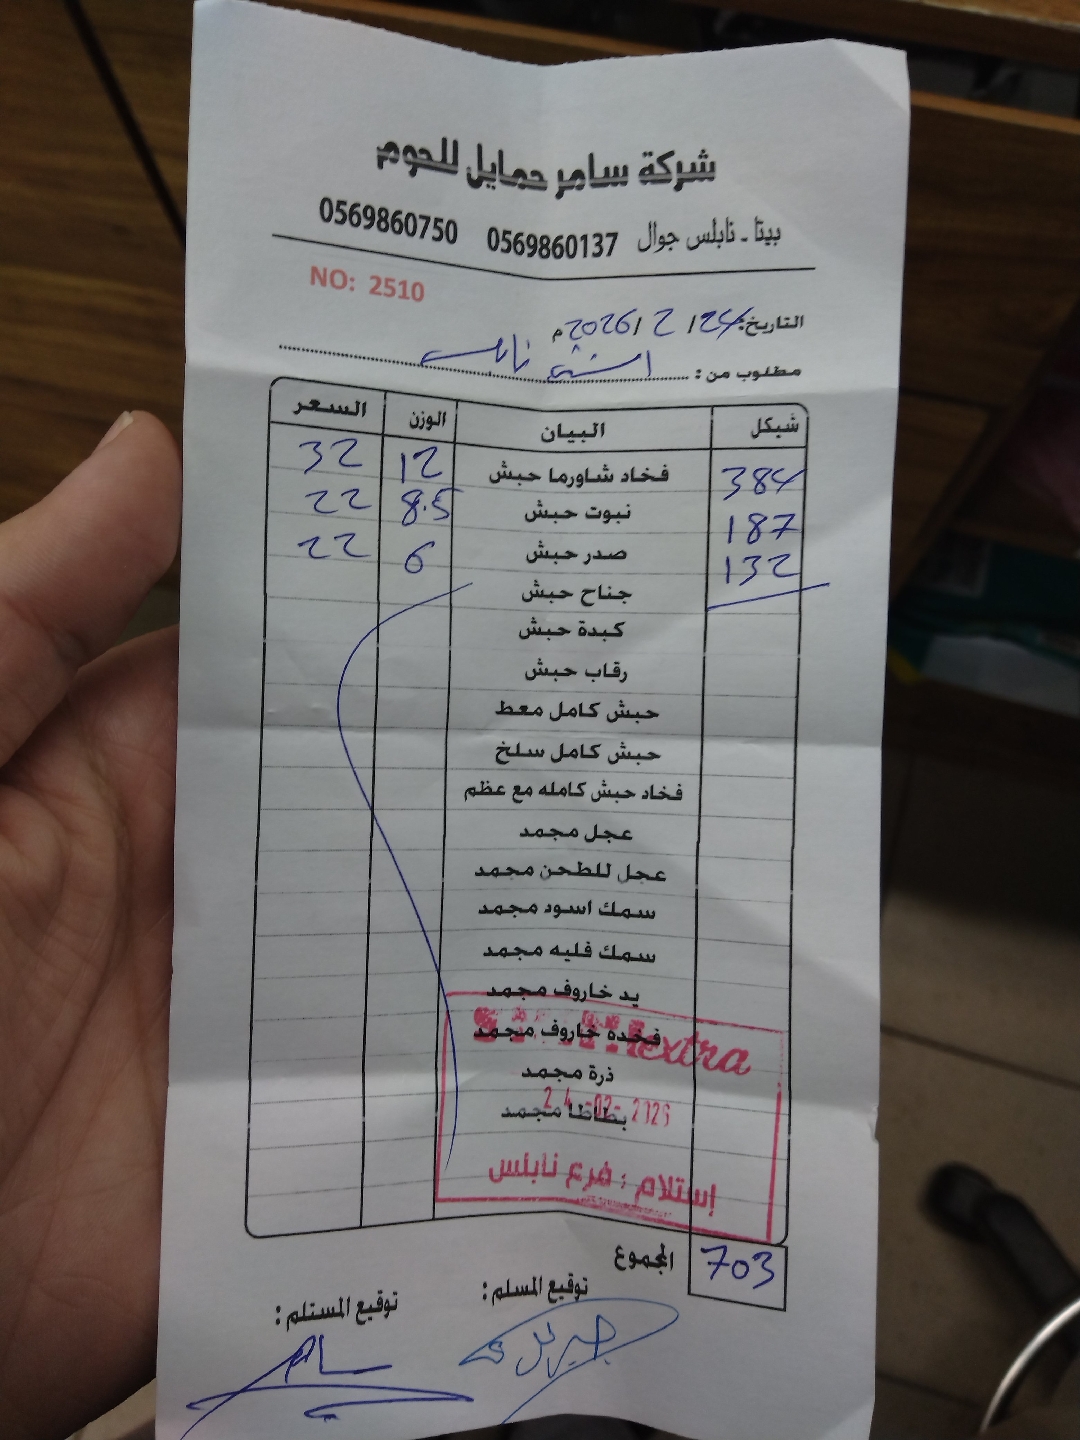 شركة سامر حمايل للحوم
بيتا - نابلس جوال 0569860137 0569860750
NO: 2510
التاريخ: 24 / 2 / 2026م
مطلوب من : نابلس
شيكل البيان الوزن السعر
384 فخاد شاورما حبش 12 32
187 نبوت حبش 8.5 22
132 صدر حبش 6 22
جناح حبش
كبدة حبش
رقاب حبش
حبش كامل معط
حبش كامل سلخ
فخاد حبش كامله مع عظم
عجل مجمد
عجل للطحن مجمد
سمك اسود مجمد
سمك فليه مجمد
يد خاروف مجمد
فخدة خاروف مجمد
extra
ذرة مجمد
بطاطا مجمد
24-02-2026
إستلام : فرع نابلس
المجموع 703
توقيع المسلم : توقيع المستلم :